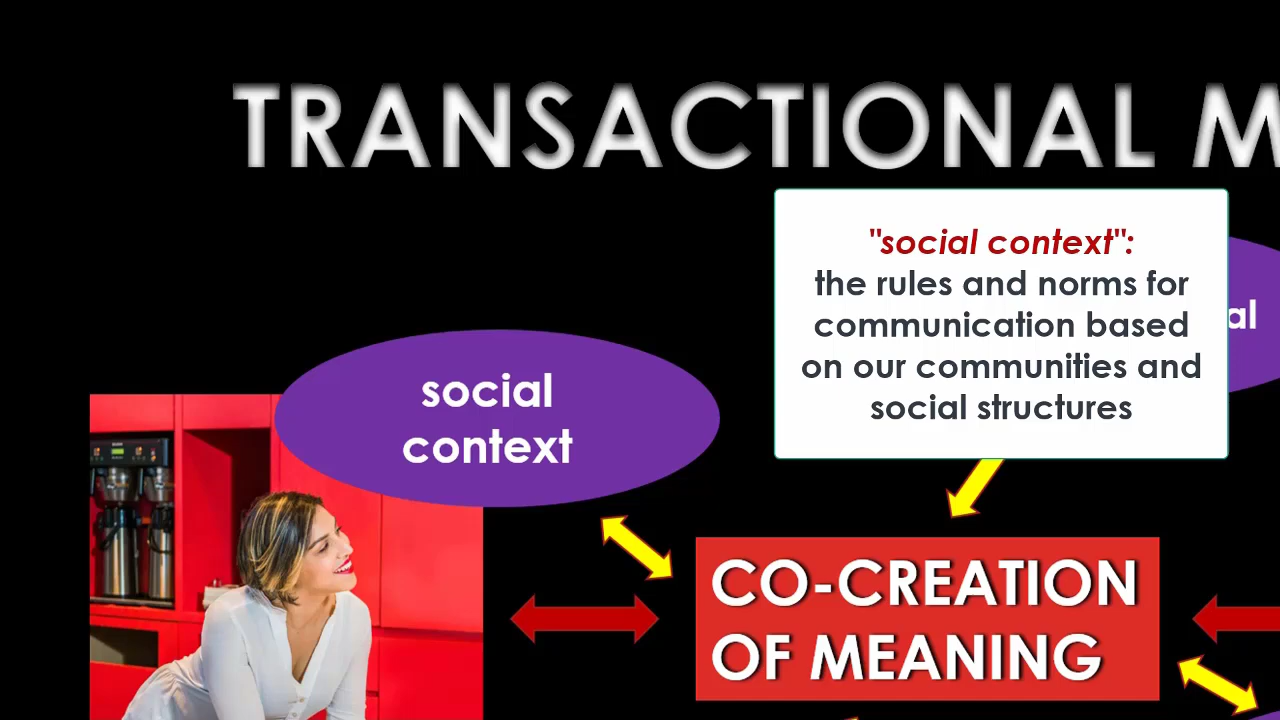 TRANSACTIONAL M
"social context":
the rules and norms for
communication based
on our communities and
social structures
al
social
context
CO-CREATION
OF MEANING